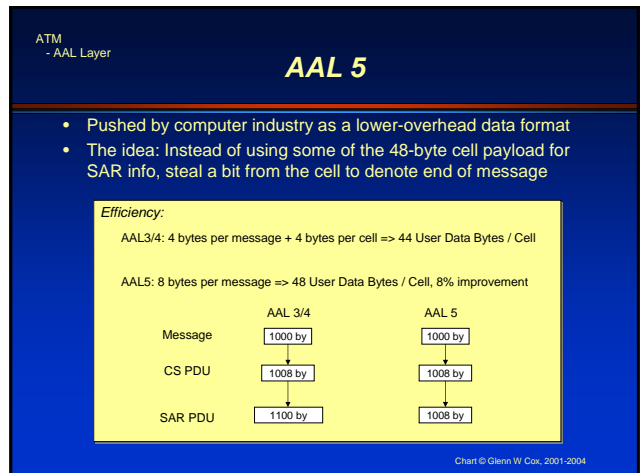 ATM
- AAL Layer
AAL 5
• Pushed by computer industry as a lower-overhead data format
• The idea: Instead of using some of the 48-byte cell payload for
SAR info, steal a bit from the cell to denote end of message
Efficiency:
AAL3/4: 4 bytes per message + 4 bytes per cell => 44 User Data Bytes / Cell
AAL5: 8 bytes per message => 48 User Data Bytes / Cell, 8% improvement
AAL 3/4 AAL 5
Message 1000 by 1000 by
CS PDU 1008 by 1008 by
SAR PDU 1100 by 1008 by
Chart © Glenn W Cox, 2001-2004